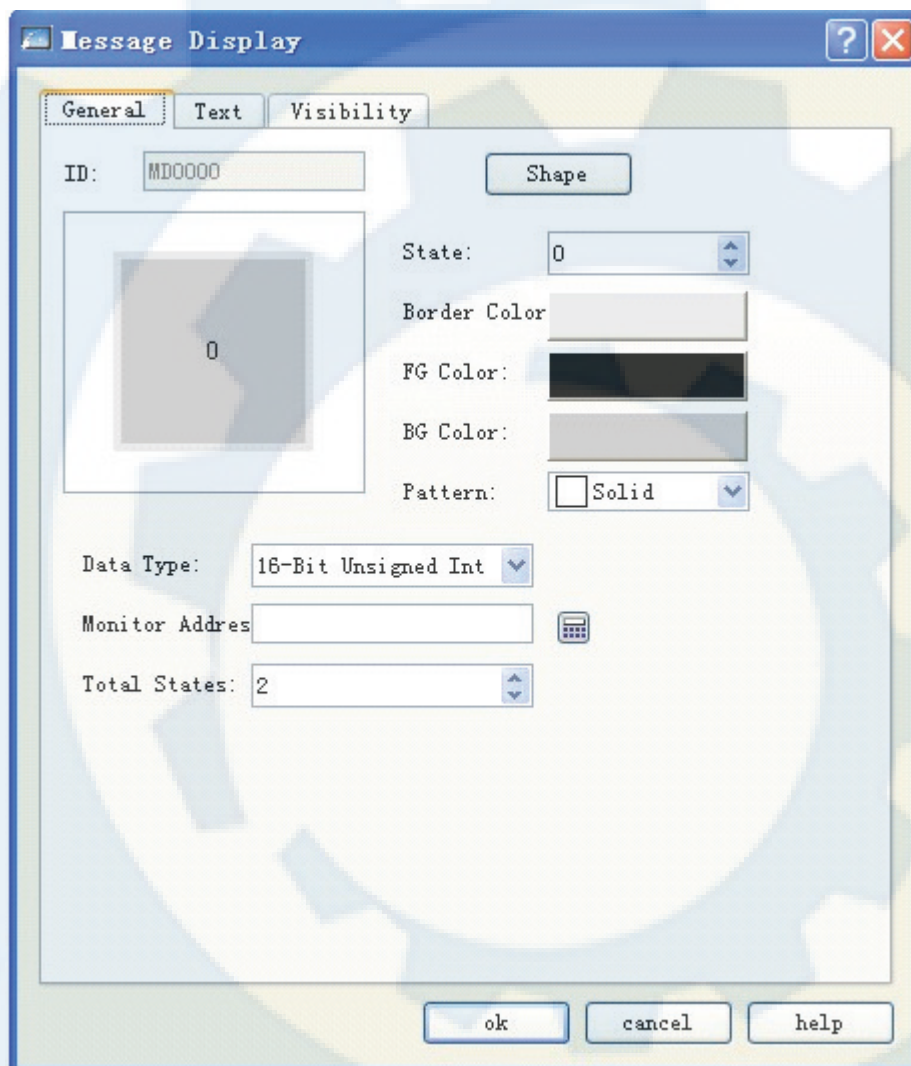 Message Display
General Text Visibility
ID: MD0000 Shape
0
State: 0
Border Color
FG Color:
BG Color:
Pattern: Solid
Data Type: 16-Bit Unsigned Int
Monitor Addres
Total States: 2
ok cancel help